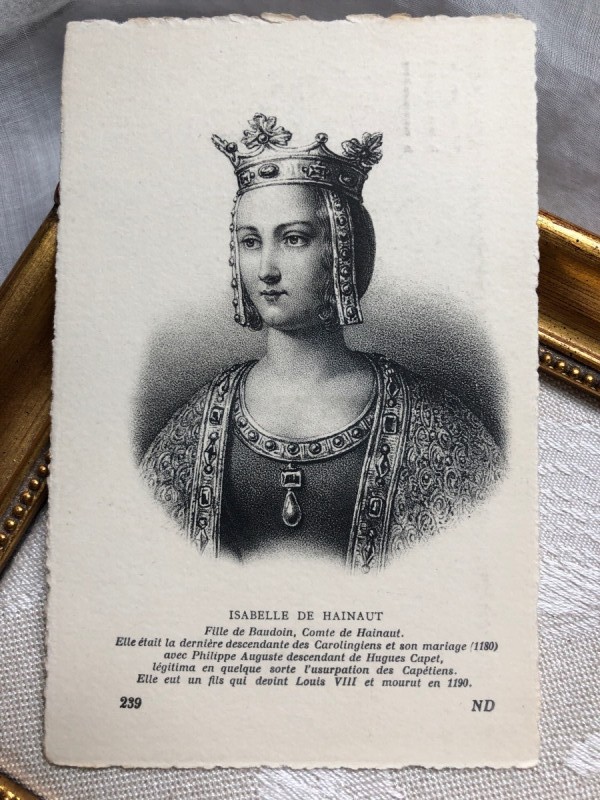 ISABELLE DE HAINAUT
Fille de Baudoin, Comte de Hainaut.
Elle était la dernière descendante des Carolingiens et son mariage (1180)
avec Philippe Auguste descendant de Hugues Capet,
légitima en quelque sorte l'usurpation des Capétiens.
Elle eut un fils qui devint Louis VIII et mourut en 1190.
239 ND